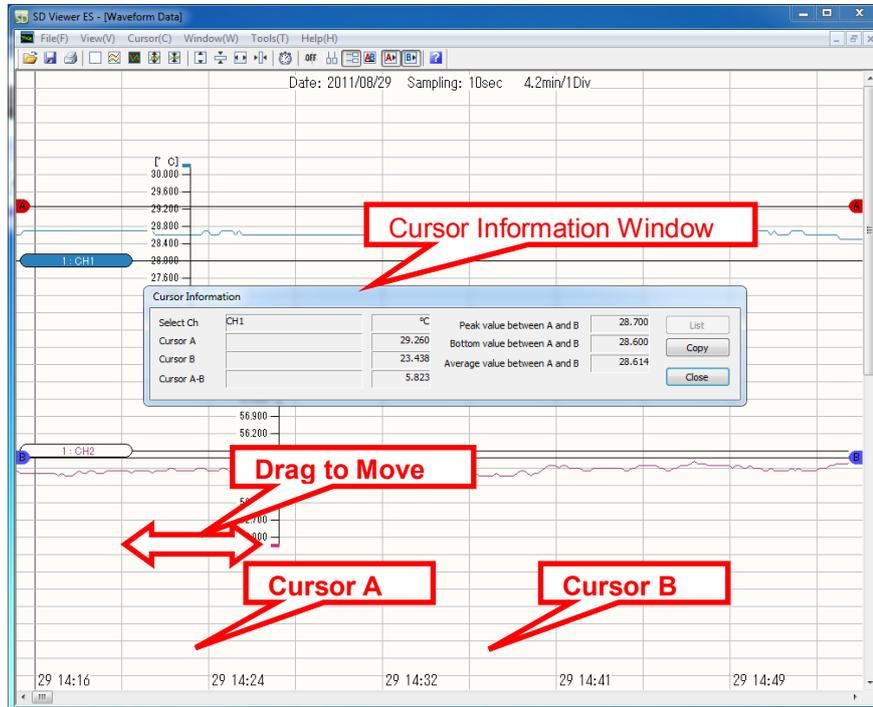 SD Viewer ES - [Waveform Data]
File(F) View(V) Cursor(C) Window(W) Tools(T) Help(H)
OFF AB A B
Date: 2011/08/29 Sampling: 10sec 4.2min/1Div
[° C]
30.000
29.600
A 29.200 A
28.800
Cursor Information Window
28.400
1 : CH1 28.000
27.600
Cursor Information
Select Ch CH1 °C Peak value between A and B 28.700 List
Cursor A 29.260 Bottom value between A and B 28.600 Copy
Cursor B 23.438 Average value between A and B 28.614
Cursor A-B 5.823 Close
56.900
56.200
1 : CH2
B B
Drag to Move
Cursor A Cursor B
29 14:16 29 14:24 29 14:32 29 14:41 29 14:49